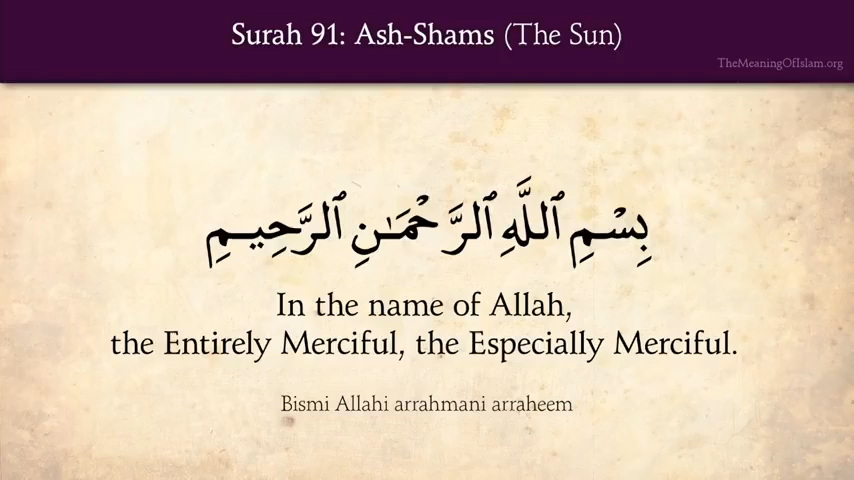 Surah 91: Ash-Shams (The Sun)
TheMeaningOfIslam.org
بِسْمِ ٱللَّهِ ٱلرَّحْمَـٰنِ ٱلرَّحِيمِ
In the name of Allah,
the Entirely Merciful, the Especially Merciful.
Bismi Allahi arrahmani arraheem